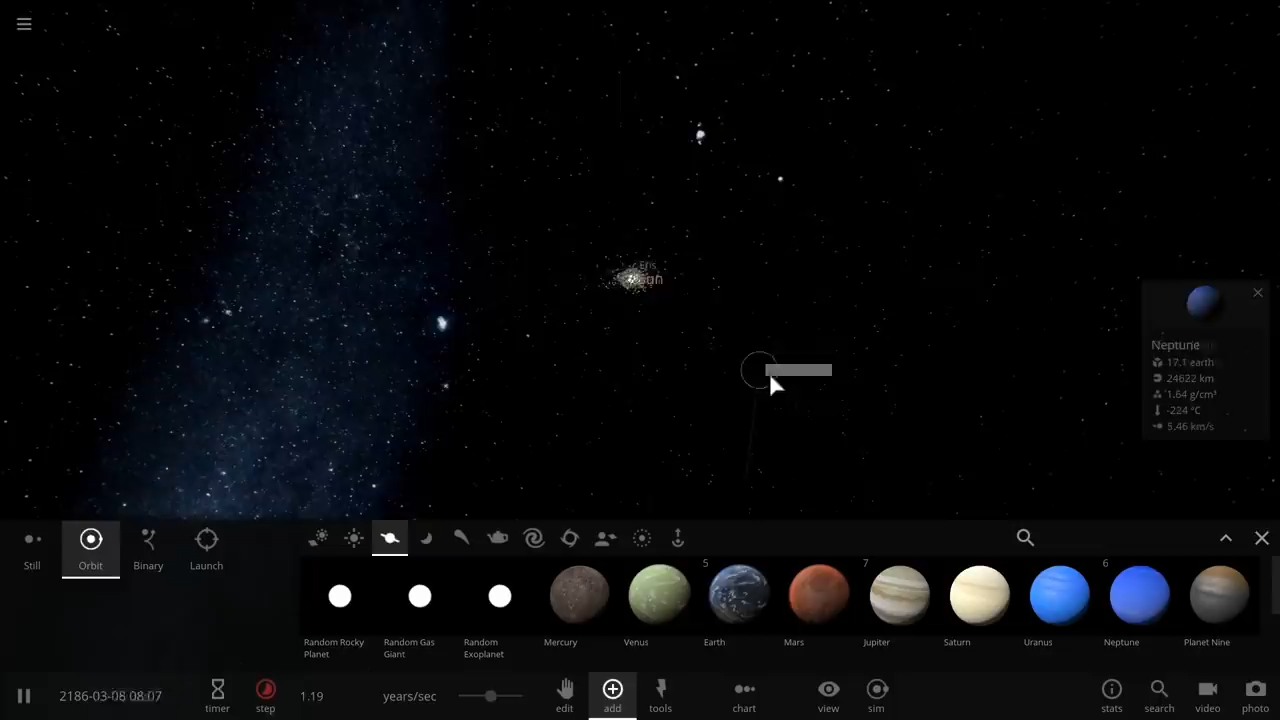 Eris
Sun
Neptune
17.1 earth
24622 km
1.64 g/cm³
-224 °C
5.46 km/s
Still
Orbit
Binary
Launch
5
7
6
Random Rocky Planet
Random Gas Giant
Random Exoplanet
Mercury
Venus
Earth
Mars
Jupiter
Saturn
Uranus
Neptune
Planet Nine
2186-03-08 08:07
timer
step
1.19
years/sec
edit
add
tools
chart
view
sim
stats
search
video
photo